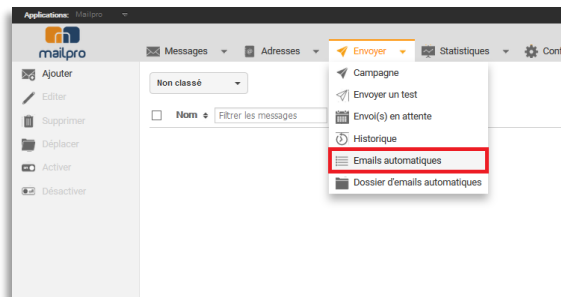 Applications: Mailpro
mailpro
Messages Adresses Envoyer Statistiques Conf
Ajouter
Editer
Supprimer
Déplacer
Activer
Désactiver
Non classé
Nom Filtrer les messages
Campagne
Envoyer un test
Envoi(s) en attente
Historique
Emails automatiques
Dossier d'emails automatiques